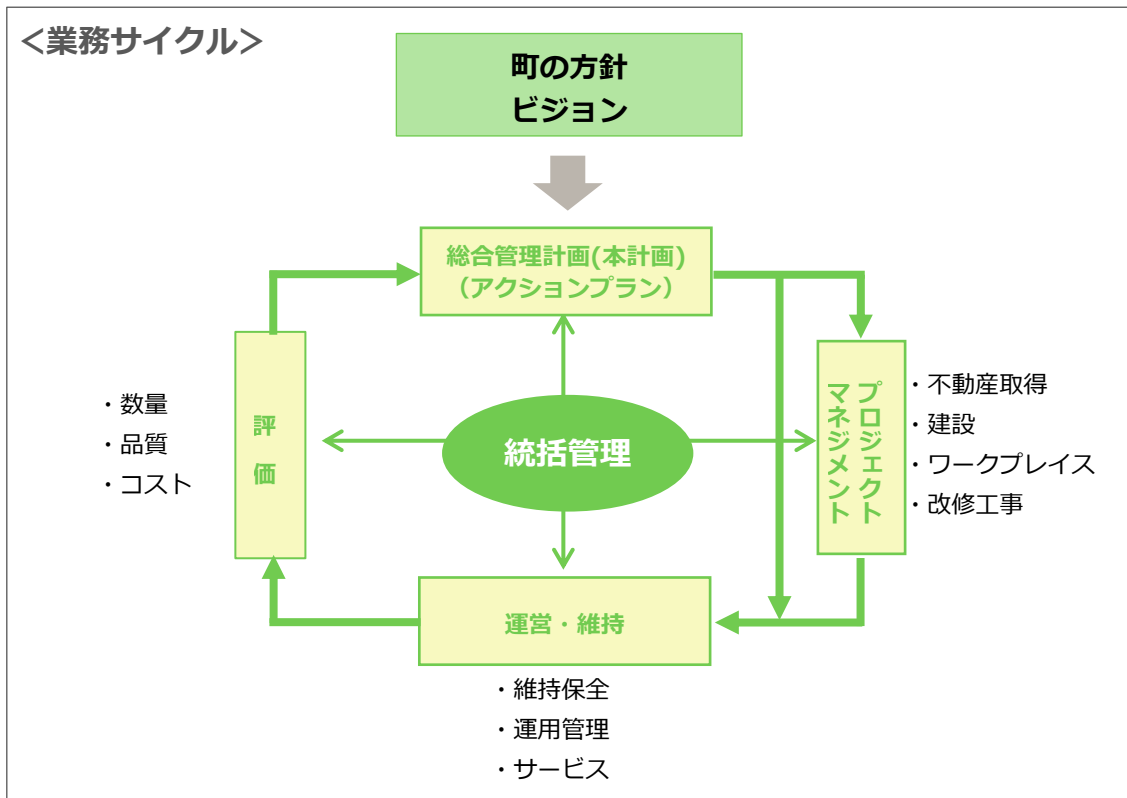 ＜業務サイクル＞
町の方針
ビジョン
総合管理計画(本計画)
（アクションプラン）
プロジェクト
マネジメント
・不動産取得
・建設
・ワークプレイス
・改修工事
統括管理
評価
・数量
・品質
・コスト
運営・維持
・維持保全
・運用管理
・サービス